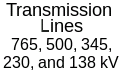 Transmission
Lines
765, 500, 345,
230, and 138 kV